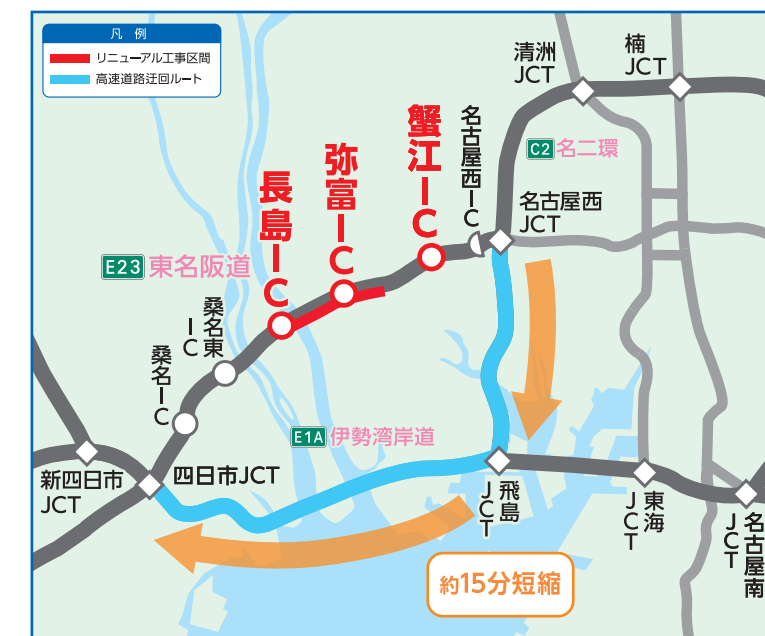 凡例
リニューアル工事区間
高速道路迂回ルート
清洲
JCT
楠
JCT
C2 名二環
名古屋西IC
名古屋西
JCT
蟹江IC
弥富IC
長島IC
E23 東名阪道
桑名東
IC
桑名IC
E1A 伊勢湾岸道
新四日市
JCT
四日市JCT
飛島
JCT
東海
JCT
名古屋南
JCT
約15分短縮